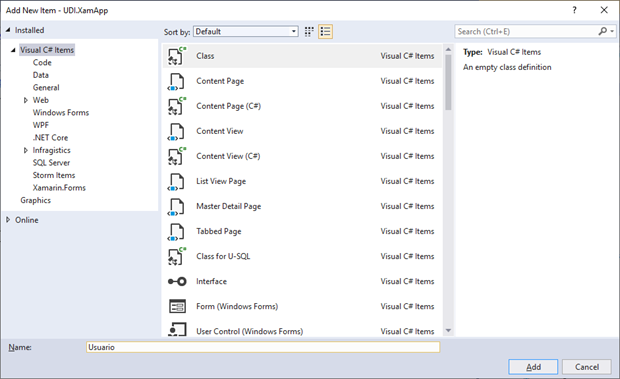 Add New Item - UDI.XamApp
Installed
Sort by: Default
Search (Ctrl+E)
Visual C# Items
Code
Data
General
Web
Windows Forms
WPF
.NET Core
Infragistics
SQL Server
Storm Items
Xamarin.Forms
Graphics
Online
Class Visual C# Items
Content Page Visual C# Items
Content Page (C#) Visual C# Items
Content View Visual C# Items
Content View (C#) Visual C# Items
List View Page Visual C# Items
Master Detail Page Visual C# Items
Tabbed Page Visual C# Items
Class for U-SQL Visual C# Items
Interface Visual C# Items
Form (Windows Forms) Visual C# Items
User Control (Windows Forms) Visual C# Items
Type: Visual C# Items
An empty class definition
Name: Usuario
Add Cancel